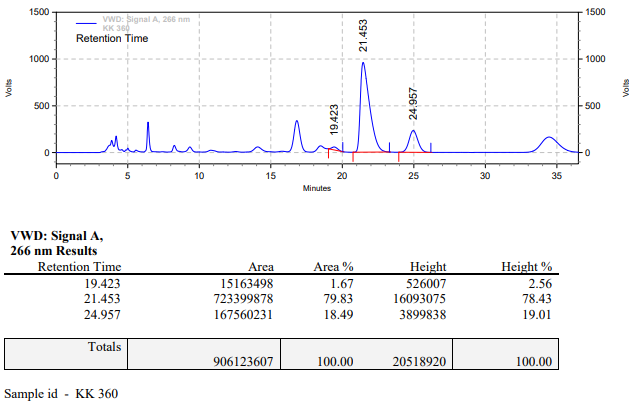 1500
1500
VWD: Signal A, 266 nm
KK 360
Retention Time
21.453
1000
1000
Volts
Volts
19.423
24.957
500
500
0
0
0
5
10
15
20
25
30
35
Minutes
VWD: Signal A,
266 nm Results
Retention Time Area Area % Height Height %
19.423 15163498 1.67 526007 2.56
21.453 723399878 79.83 16093075 78.43
24.957 167560231 18.49 3899838 19.01
Totals
906123607 100.00 20518920 100.00
Sample id - KK 360